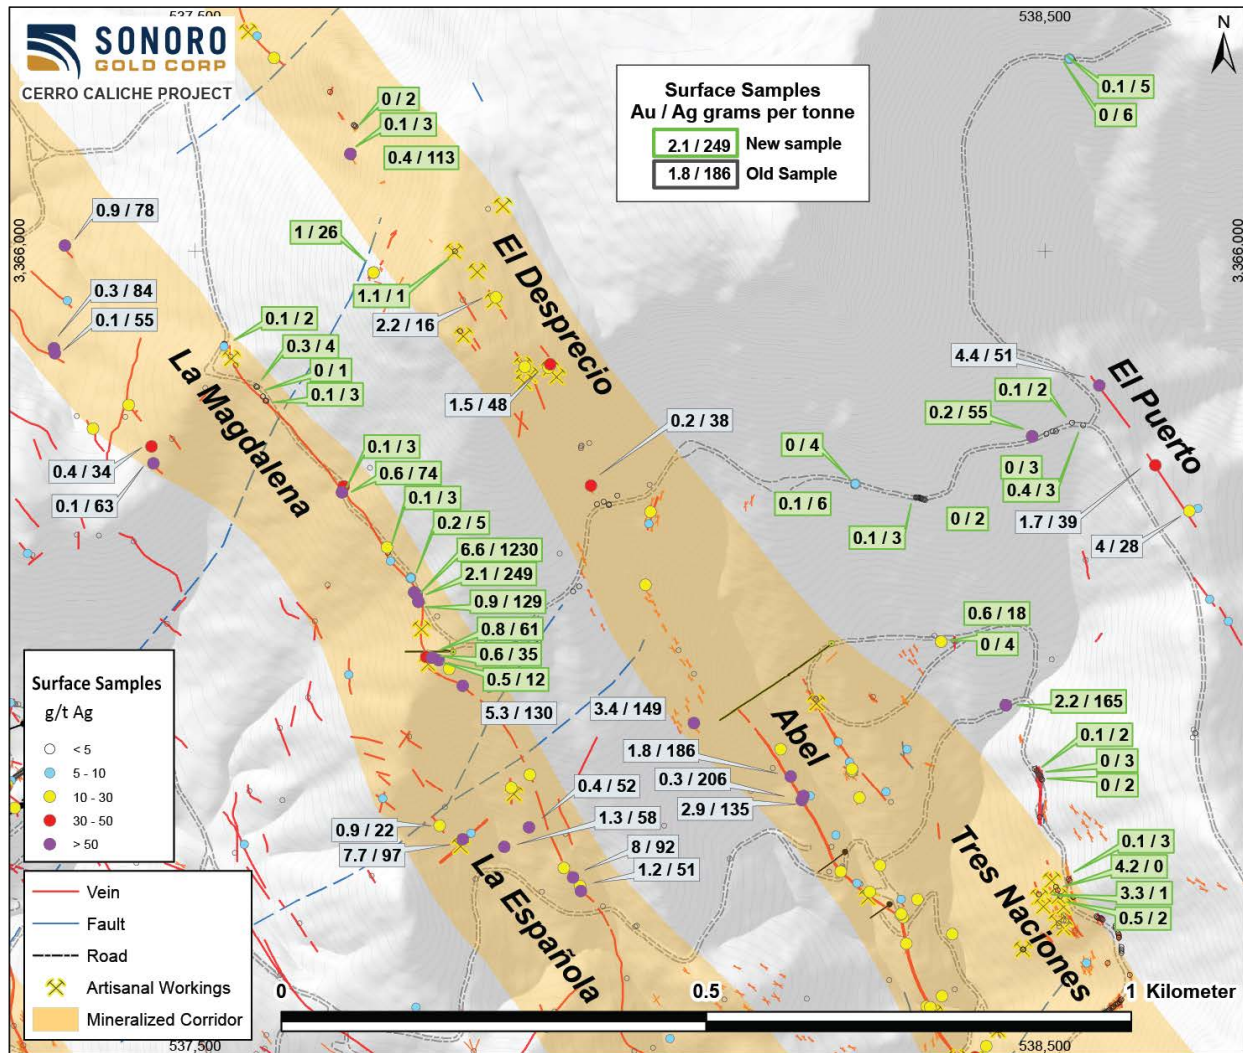 537,500
538,500
SONORO
GOLD CORP
CERRO CALICHE PROJECT
N
Surface Samples
Au / Ag grams per tonne
2.1 / 249 New sample
1.8 / 186 Old Sample
0 / 2
0.1 / 3
0.4 / 113
0.1 / 5
0 / 6
0.9 / 78
1 / 26
3,366,000
3,366,000
El Desprecio
1.1 / 1
0.3 / 84
0.1 / 55
0.1 / 2
2.2 / 16
0.3 / 4
0 / 1
0.1 / 3
La Magdalena
4.4 / 51
El Puerto
1.5 / 48
0.1 / 2
0.2 / 55
0.2 / 38
0.1 / 3
0 / 4
0.4 / 34
0.6 / 74
0 / 3
0.4 / 3
0.1 / 63
0.1 / 3
0.1 / 6
0 / 2
1.7 / 39
0.2 / 5
0.1 / 3
4 / 28
6.6 / 1230
2.1 / 249
0.9 / 129
0.8 / 61
0.6 / 18
0 / 4
0.6 / 35
0.5 / 12
5.3 / 130
3.4 / 149
2.2 / 165
Abel
1.8 / 186
0.1 / 2
0 / 3
0.3 / 206
0 / 2
0.4 / 52
2.9 / 135
1.3 / 58
0.9 / 22
8 / 92
7.7 / 97
1.2 / 51
La Española
Tres Naciones
0.1 / 3
4.2 / 0
3.3 / 1
0.5 / 2
Surface Samples
g/t Ag
< 5
5 - 10
10 - 30
30 - 50
> 50
Vein
Fault
Road
Artisanal Workings
Mineralized Corridor
0
0.5
1 Kilometer
537,500
538,500